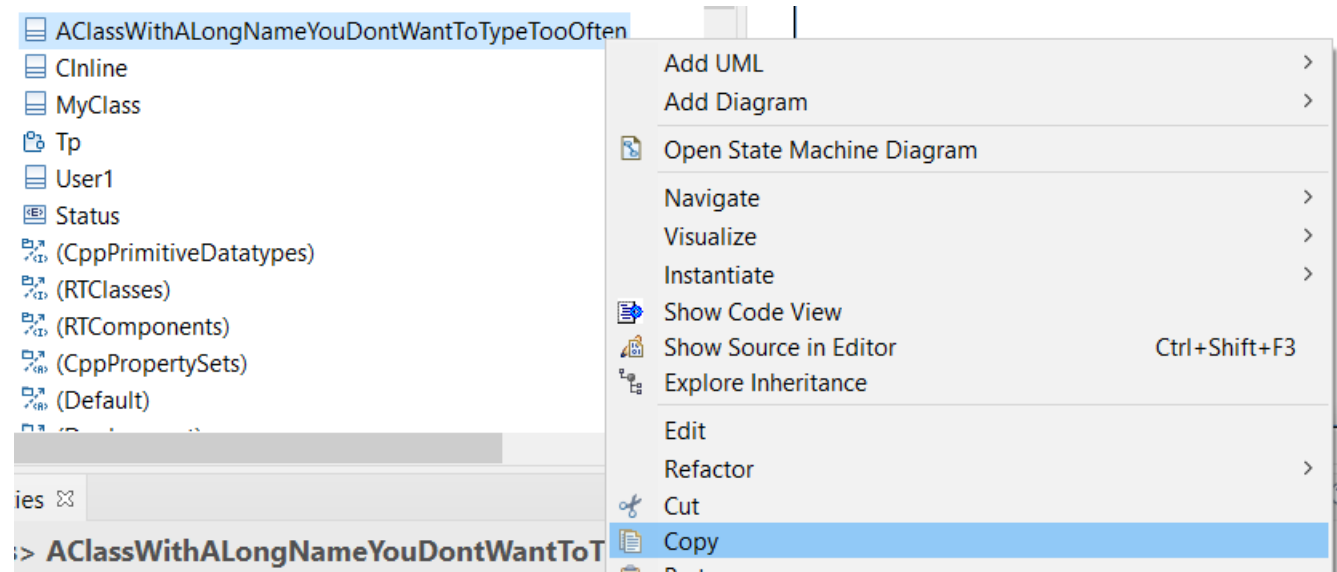 AClassWithALongNameYouDontWantToTypeTooOften
CInline
MyClass
Tp
User1
Status
(CppPrimitiveDatatypes)
(RTClasses)
(RTComponents)
(CppPropertySets)
(Default)
ies
> AClassWithALongNameYouDontWantToT
Add UML
Add Diagram
Open State Machine Diagram
Navigate
Visualize
Instantiate
Show Code View
Show Source in Editor Ctrl+Shift+F3
Explore Inheritance
Edit
Refactor
Cut
Copy